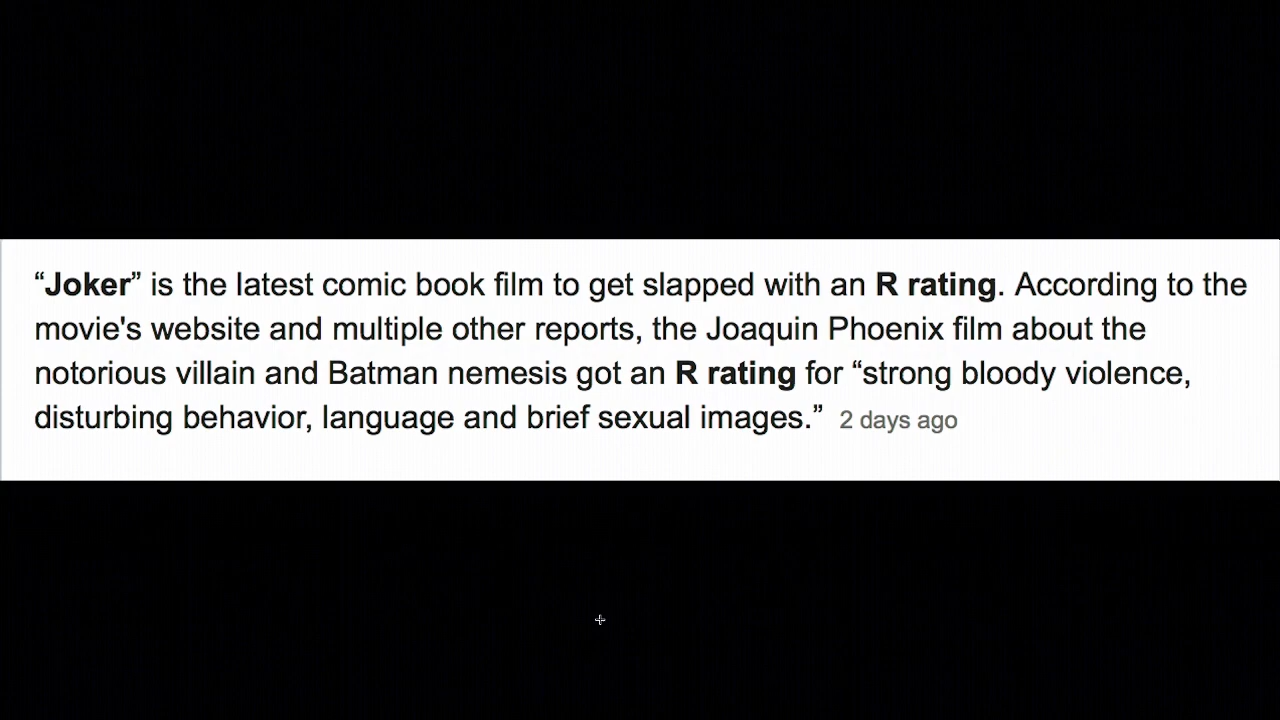 “Joker” is the latest comic book film to get slapped with an R rating. According to the
movie's website and multiple other reports, the Joaquin Phoenix film about the
notorious villain and Batman nemesis got an R rating for “strong bloody violence,
disturbing behavior, language and brief sexual images.” 2 days ago